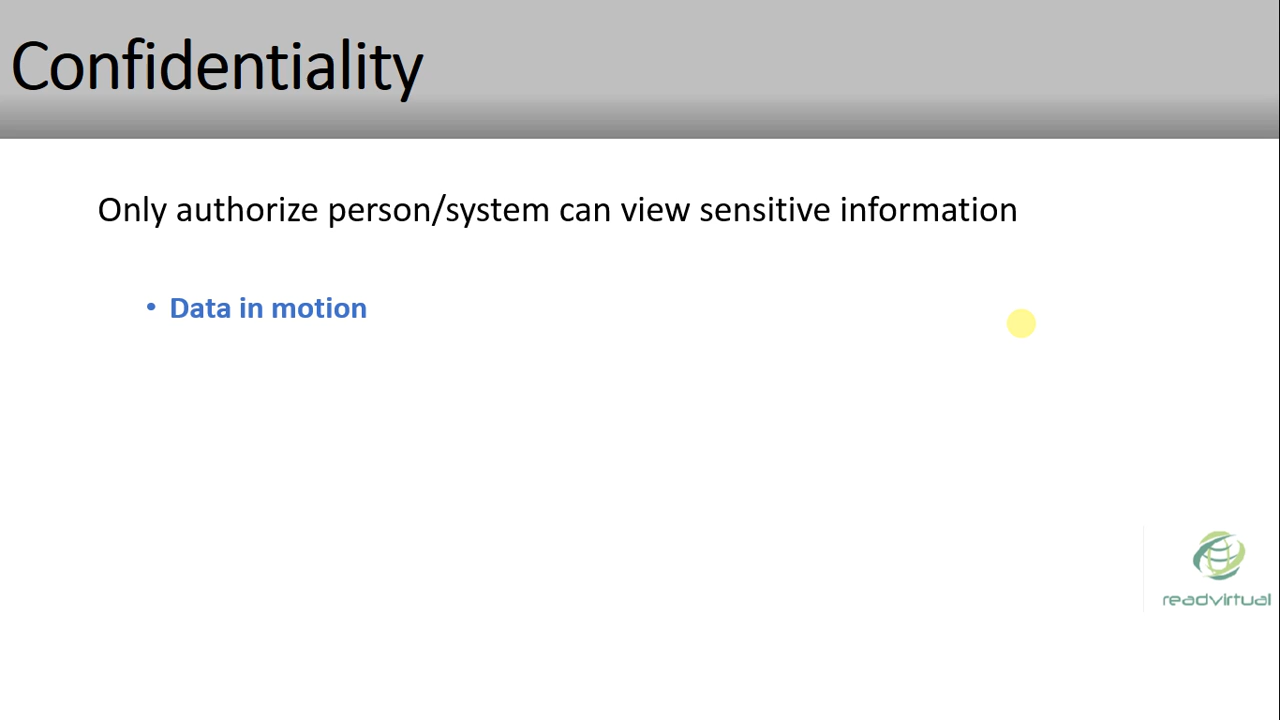 Confidentiality
Only authorize person/system can view sensitive information
• Data in motion
readvirtual